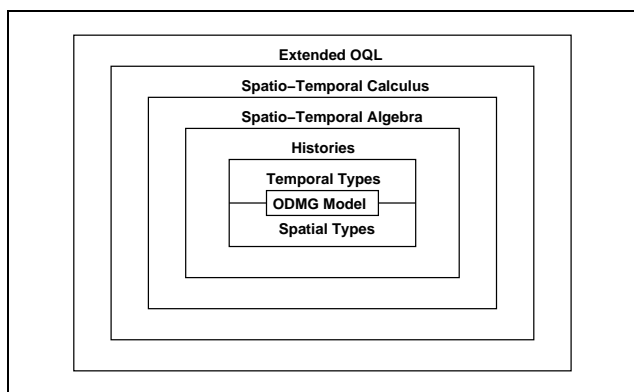 Extended OQL
Spatio–Temporal Calculus
Spatio–Temporal Algebra
Histories
Temporal Types
ODMG Model
Spatial Types